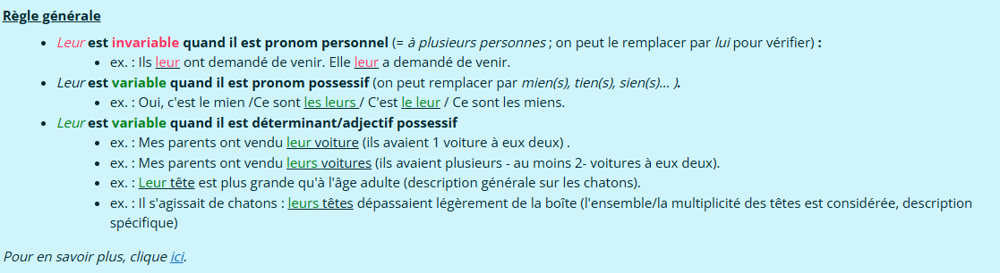 Règle générale
Leur est invariable quand il est pronom personnel (= à plusieurs personnes ; on peut le remplacer par lui pour vérifier) :
ex. : Ils leur ont demandé de venir. Elle leur a demandé de venir.
Leur est variable quand il est pronom possessif (on peut remplacer par mien(s), tien(s), sien(s)... ).
ex. : Oui, c'est le mien /Ce sont les leurs / C'est le leur / Ce sont les miens.
Leur est variable quand il est déterminant/adjectif possessif
ex. : Mes parents ont vendu leur voiture (ils avaient 1 voiture à eux deux) .
ex. : Mes parents ont vendu leurs voitures (ils avaient plusieurs - au moins 2- voitures à eux deux).
ex. : Leur tête est plus grande qu'à l'âge adulte (description générale sur les chatons).
ex. : Il s'agissait de chatons : leurs têtes dépassaient légèrement de la boîte (l'ensemble/la multiplicité des têtes est considérée, description
spécifique)
Pour en savoir plus, clique ici.